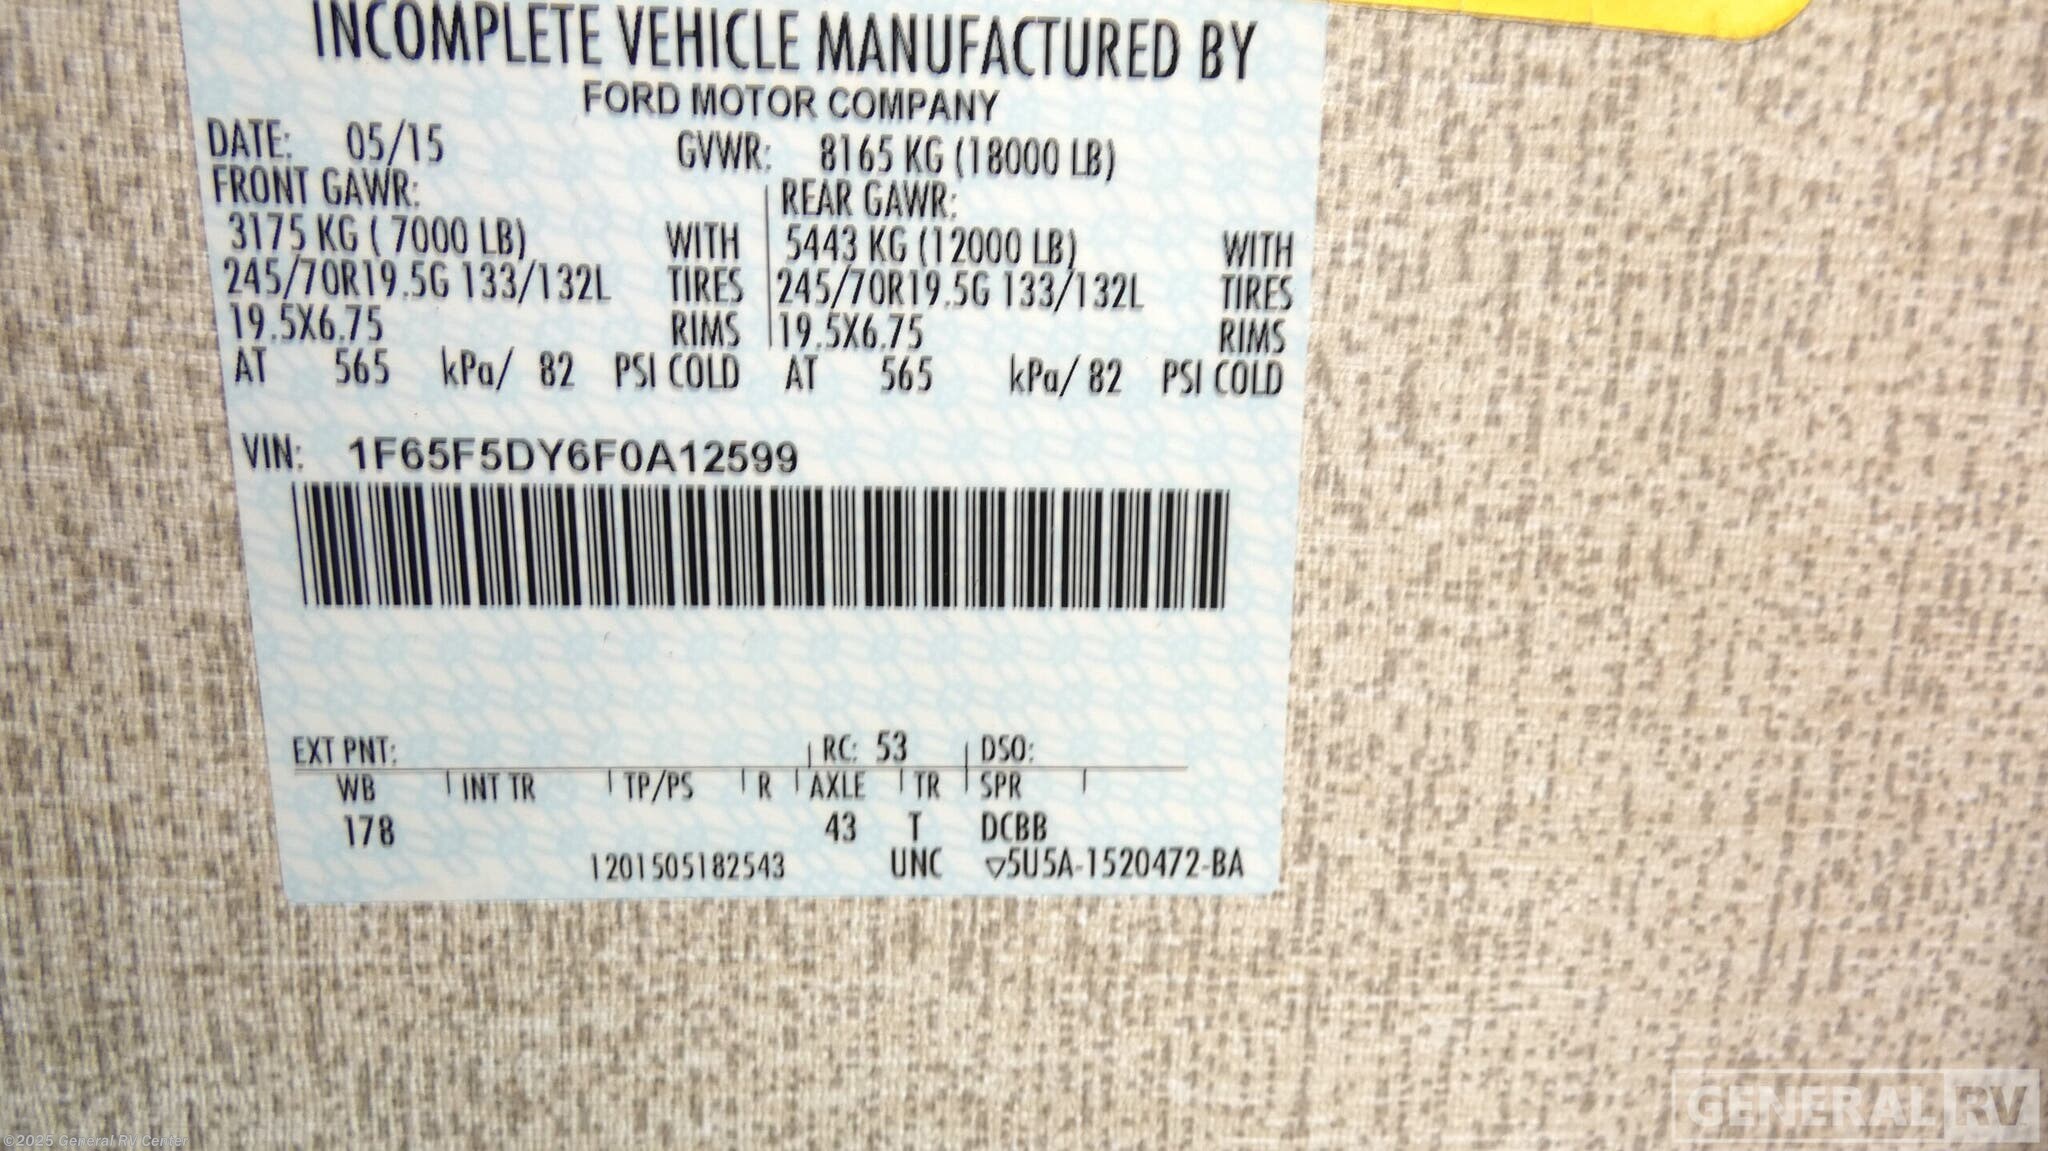 INCOMPLETE VEHICLE MANUFACTURED BY
FORD MOTOR COMPANY
DATE: 05/15 GVWR: 8165 KG (18000 LB)
FRONT GAWR: REAR GAWR:
3175 KG ( 7000 LB) WITH 5443 KG (12000 LB) WITH
245/70R19.5G 133/132L TIRES 245/70R19.5G 133/132L TIRES
19.5X6.75 RIMS 19.5X6.75 RIMS
AT 565 kPa/ 82 PSI COLD AT 565 kPa/ 82 PSI COLD
VIN: 1F65F5DY6F0A12599
EXT PNT: RC: 53 DSO:
WB INT TR TP/PS R AXLE TR SPR
178 43 T DCBB
1201505182543 UNC ▽5U5A-1520472-BA
GENERAL RV
©2025 General RV Center